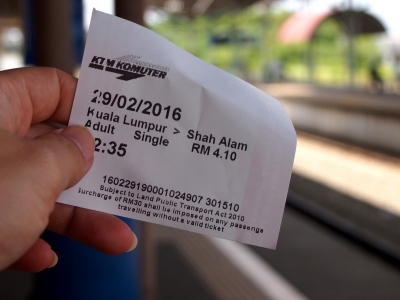 KTM KOMUTER
29/02/2016
Kuala Lumpur > Shah Alam
Adult Single RM 4.10
2:35
160229190001024907 301510
Subject to Land Public Transport Act 2010
Surcharge of RM30 shall be imposed on any passenger
travelling without a valid ticket